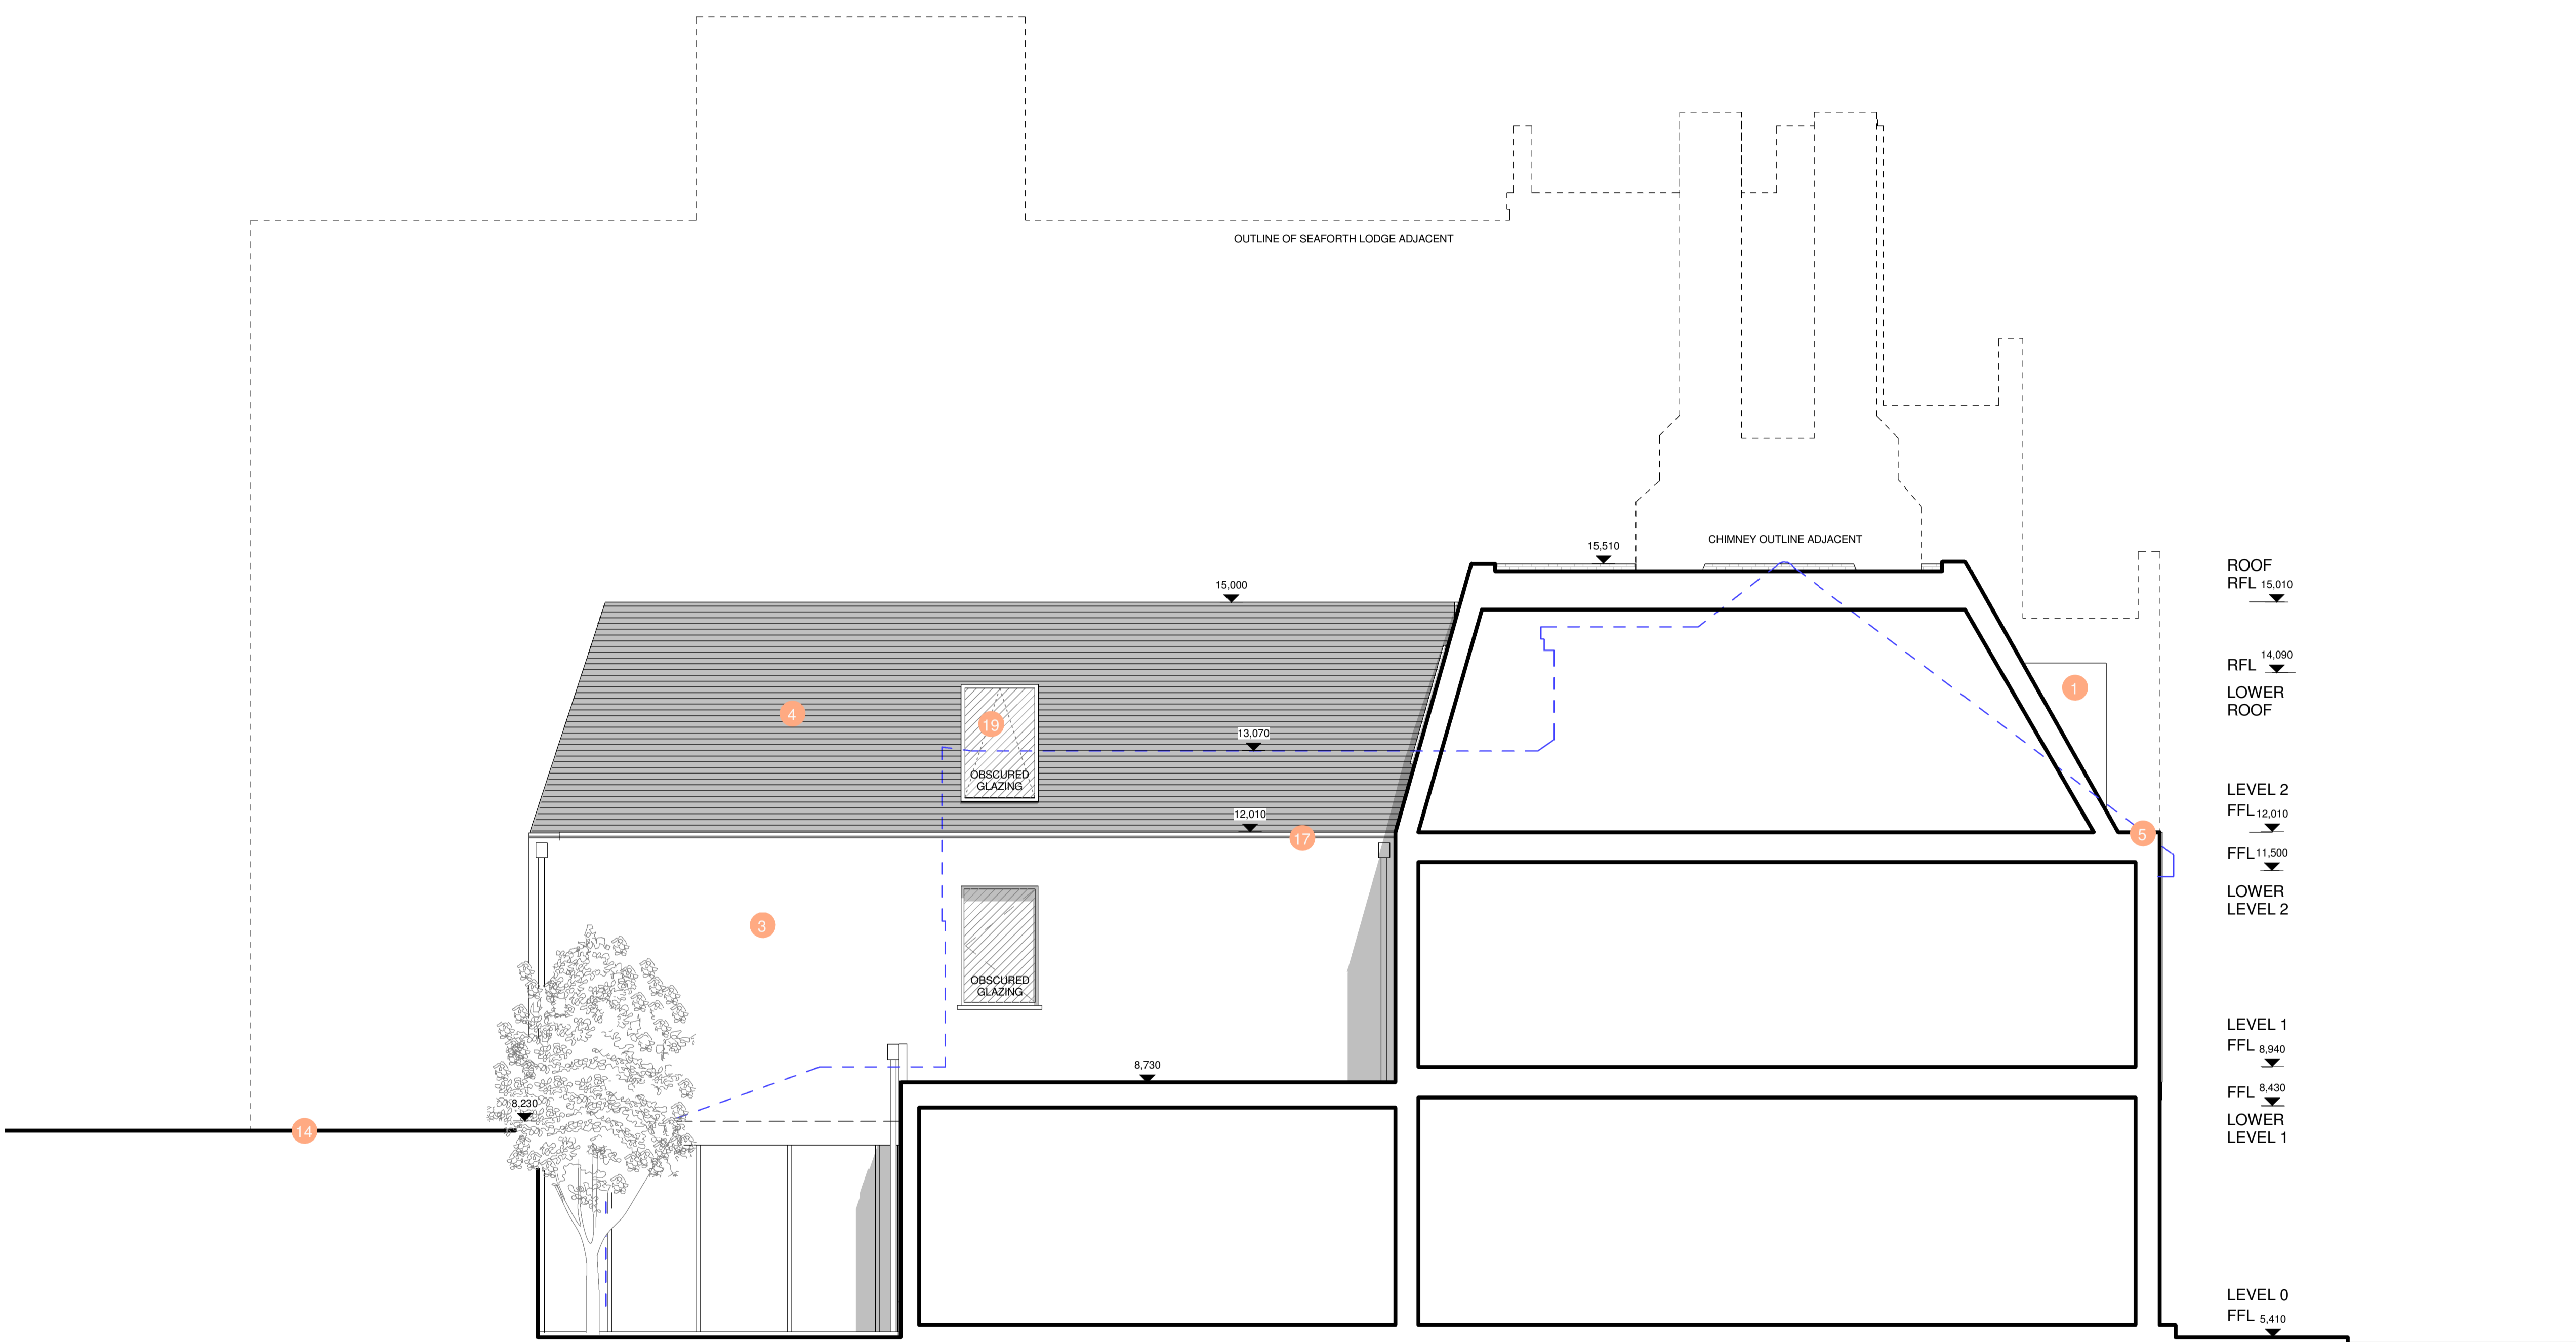 OUTLINE OF SEAFORTH LODGE ADJACENT
CHIMNEY OUTLINE ADJACENT
15,510
15,000
ROOF
RFL 15,010
RFL 14,090
LOWER
ROOF
1
4
19
13,070
OBSCURED
GLAZING
LEVEL 2
FFL 12,010
12,010
17
5
FFL 11,500
LOWER
LEVEL 2
3
OBSCURED
GLAZING
LEVEL 1
FFL 8,940
8,730
FFL 8,430
LOWER
LEVEL 1
8,230
14
LEVEL 0
FFL 5,410